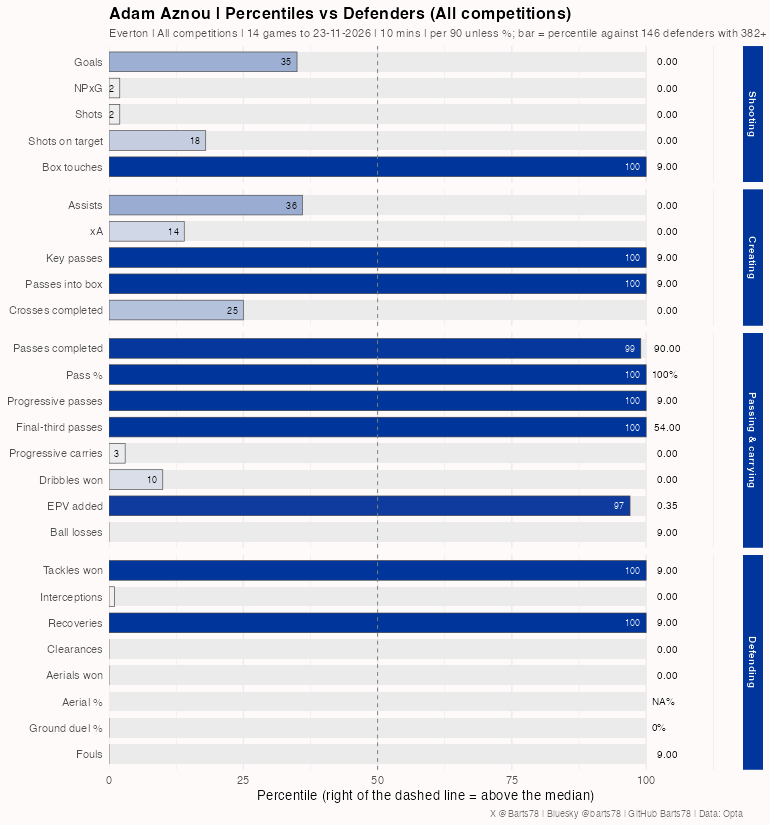 Adam Aznou | Percentiles vs Defenders (All competitions)
Everton | All competitions | 14 games to 23-11-2026 | 10 mins | per 90 unless %; bar = percentile against 146 defenders with 382+
Goals 35 0.00
NPxG 2 0.00
Shots 2 0.00
Shots on target 18 0.00
Box touches 100 9.00
Shooting
Assists 36 0.00
xA 14 0.00
Key passes 100 9.00
Passes into box 100 9.00
Crosses completed 25 0.00
Creating
Passes completed 99 90.00
Pass % 100 100%
Progressive passes 100 9.00
Final-third passes 100 54.00
Progressive carries 3 0.00
Dribbles won 10 0.00
EPV added 97 0.35
Ball losses 9.00
Passing & carrying
Tackles won 100 9.00
Interceptions 0.00
Recoveries 100 9.00
Clearances 0.00
Aerials won 0.00
Aerial % NA%
Ground duel % 0%
Fouls 9.00
Defending
0 25 50 75 100
Percentile (right of the dashed line = above the median)
X @Barts78 | Bluesky @barts78 | GitHub Barts78 | Data: Opta